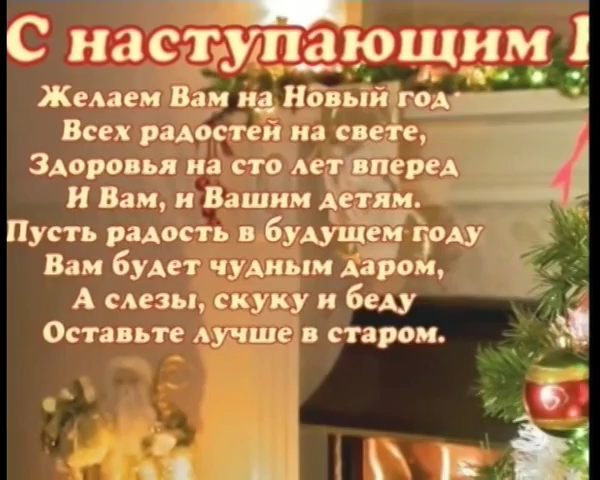 С наступающим
Желаем Вам на Новый год
Всех радостей на свете,
Здоровья на сто лет вперед
И Вам, и Вашим детям.
Пусть радость в будущем году
Вам будет чудным даром,
А слезы, скуку и беду
Оставьте лучше в старом.